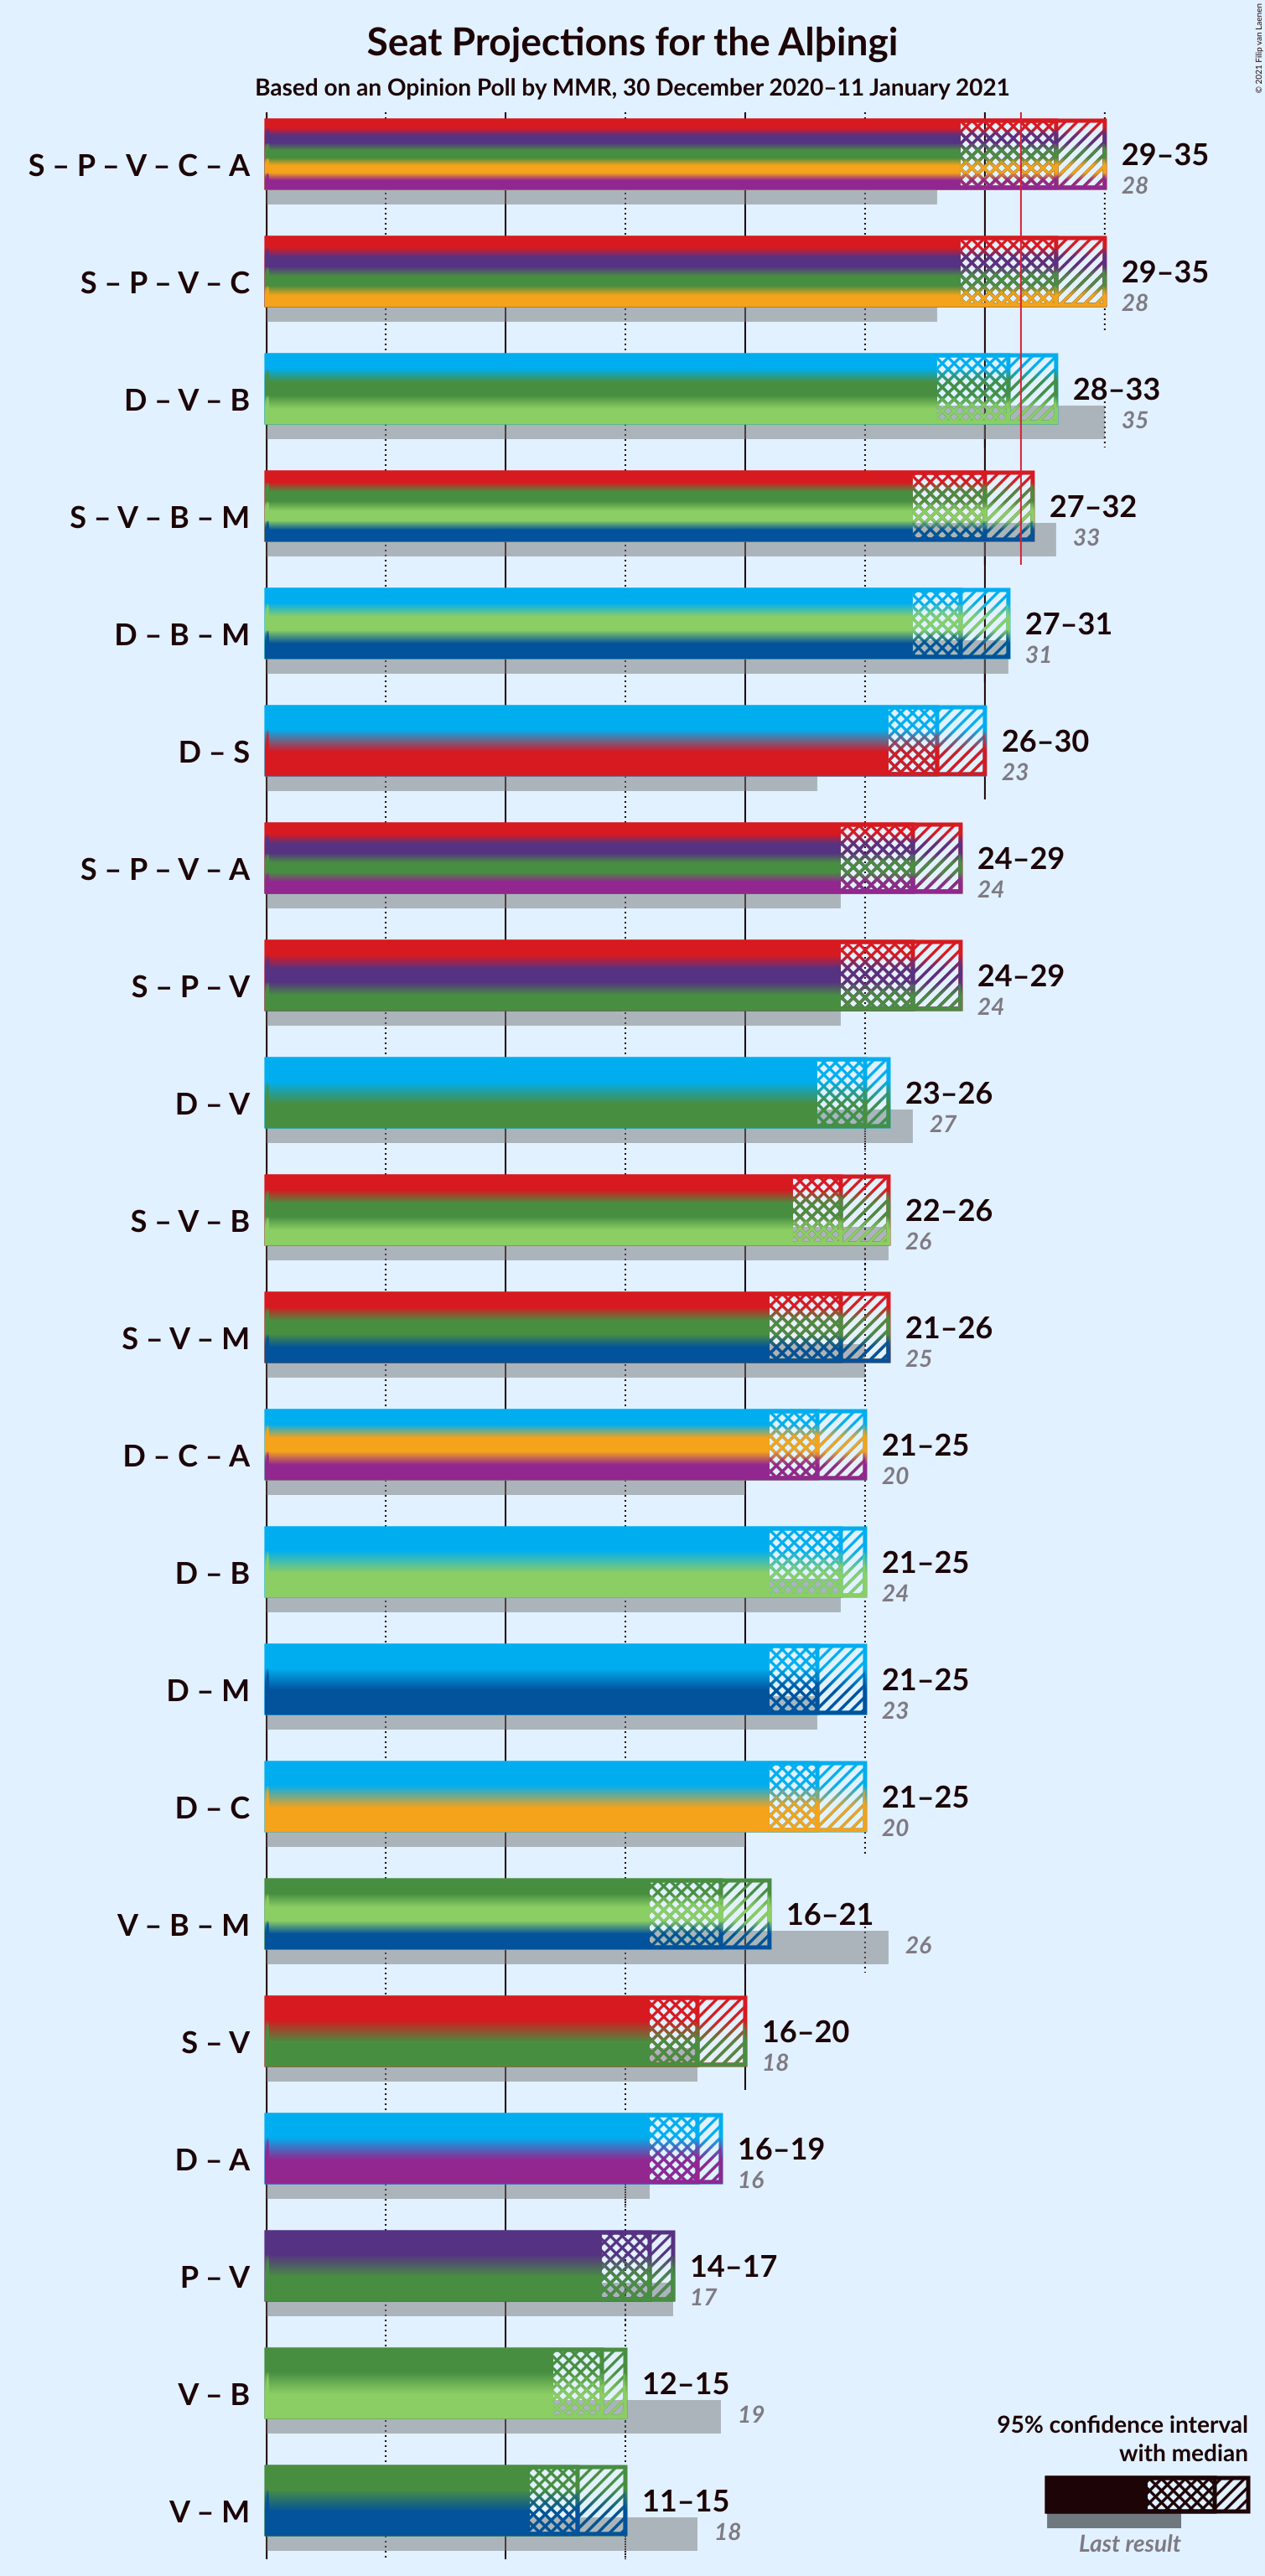 Seat Projections for the Alþingi
Based on an Opinion Poll by MMR, 30 December 2020–11 January 2021
© 2021 Filip van Laenen
S – P – V – C – A
29–35
28
S – P – V – C
29–35
28
D – V – B
28–33
35
S – V – B – M
27–32
33
D – B – M
27–31
31
D – S
26–30
23
S – P – V – A
24–29
24
S – P – V
24–29
24
D – V
23–26
27
S – V – B
22–26
26
S – V – M
21–26
25
D – C – A
21–25
20
D – B
21–25
24
D – M
21–25
23
D – C
21–25
20
V – B – M
16–21
26
S – V
16–20
18
D – A
16–19
16
P – V
14–17
17
V – B
12–15
19
V – M
11–15
18
95% confidence interval
with median
Last result